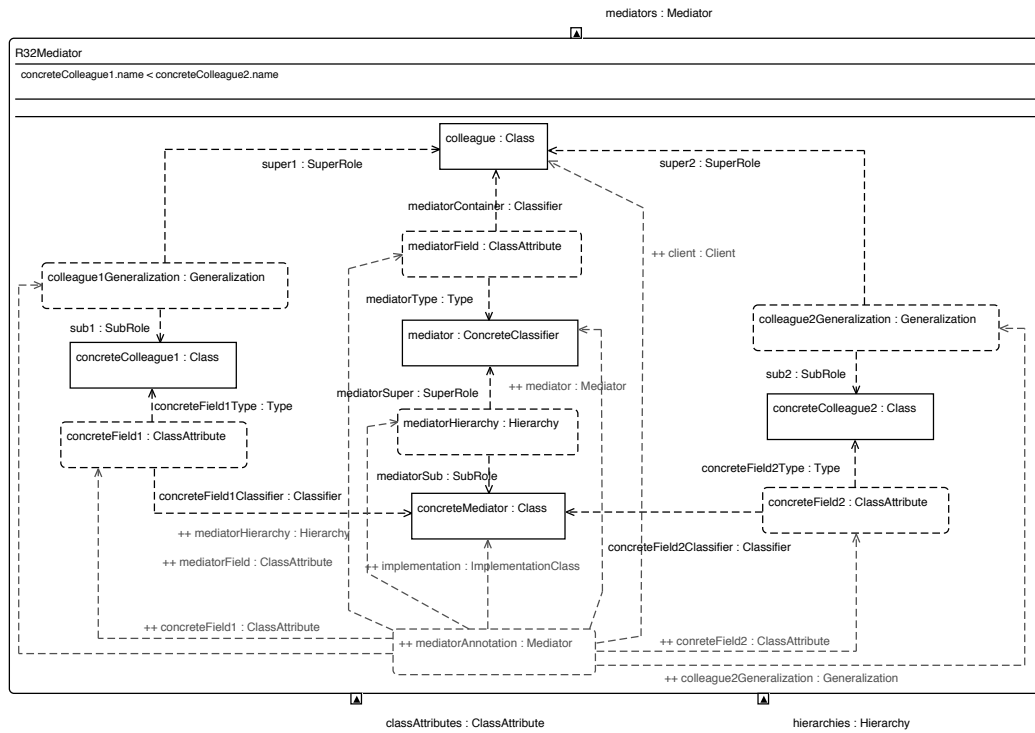 mediators : Mediator
R32Mediator
concreteColleague1.name < concreteColleague2.name
colleague : Class
super1 : SuperRole
super2 : SuperRole
mediatorContainer : Classifier
mediatorField : ClassAttribute
++ client : Client
colleague1Generalization : Generalization
mediatorType : Type
colleague2Generalization : Generalization
sub1 : SubRole
mediator : ConcreteClassifier
concreteColleague1 : Class
sub2 : SubRole
mediatorSuper : SuperRole
++ mediator : Mediator
concreteField1Type : Type
concreteColleague2 : Class
mediatorHierarchy : Hierarchy
concreteField1 : ClassAttribute
concreteField2Type : Type
mediatorSub : SubRole
concreteField1Classifier : Classifier
concreteField2 : ClassAttribute
concreteMediator : Class
++ mediatorHierarchy : Hierarchy
concreteField2Classifier : Classifier
++ mediatorField : ClassAttribute
++ implementation : ImplementationClass
++ concreteField1 : ClassAttribute
++ mediatorAnnotation : Mediator
++ conreteField2 : ClassAttribute
++ colleague2Generalization : Generalization
classAttributes : ClassAttribute
hierarchies : Hierarchy